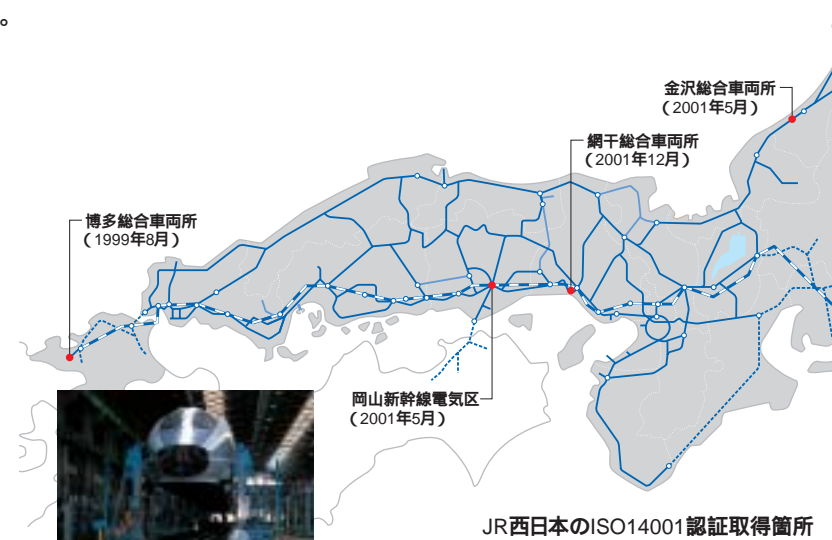 。
金沢総合車両所
（2001年5月）
網干総合車両所
（2001年12月）
博多総合車両所
（1999年8月）
岡山新幹線電気区
（2001年5月）
JR西日本のISO14001認証取得箇所